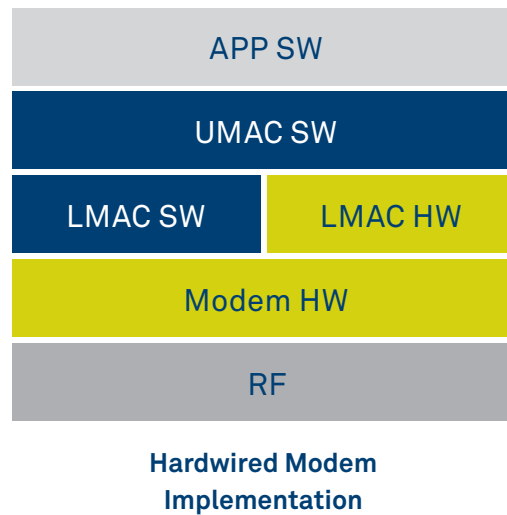 APP SW
UMAC SW
LMAC SW
LMAC HW
Modem HW
RF
Hardwired Modem
Implementation